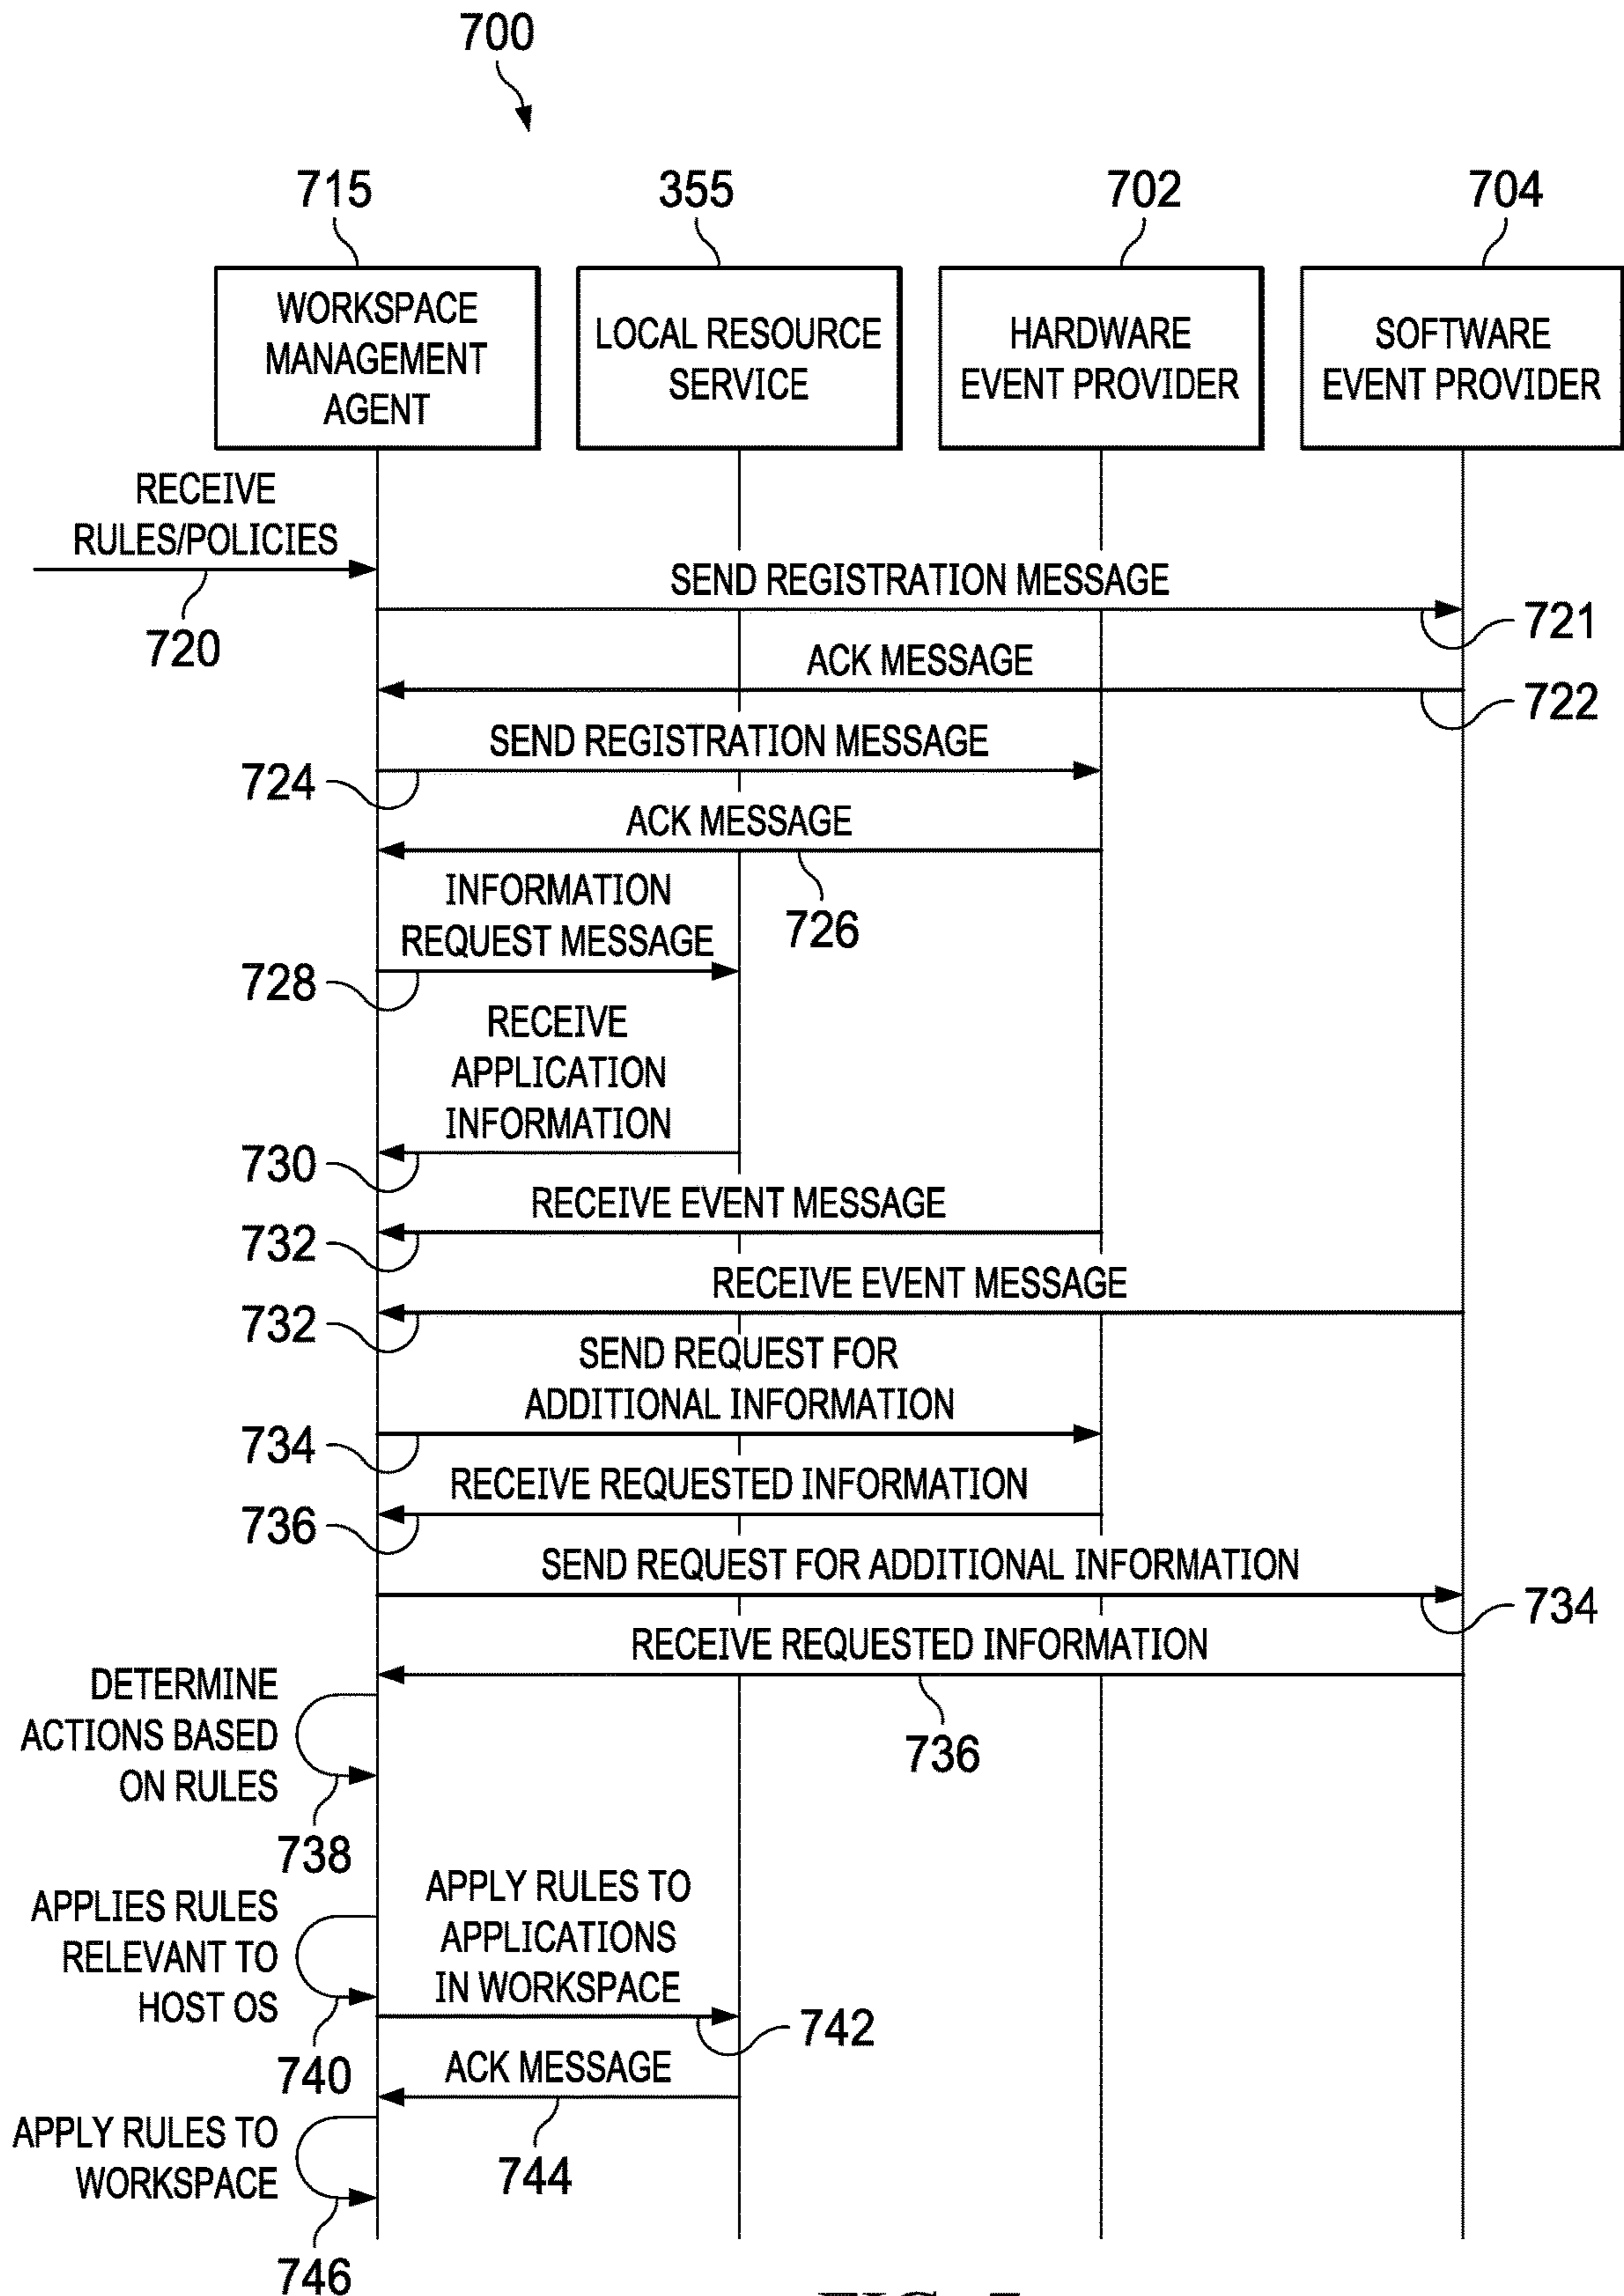 700
715
355
702
704
WORKSPACE
MANAGEMENT
AGENT
LOCAL RESOURCE
SERVICE
HARDWARE
EVENT PROVIDER
SOFTWARE
EVENT PROVIDER
RECEIVE
RULES/POLICIES
720
SEND REGISTRATION MESSAGE
721
ACK MESSAGE
722
SEND REGISTRATION MESSAGE
724
ACK MESSAGE
726
INFORMATION
REQUEST MESSAGE
728
RECEIVE
APPLICATION
INFORMATION
730
RECEIVE EVENT MESSAGE
732
RECEIVE EVENT MESSAGE
732
SEND REQUEST FOR
ADDITIONAL INFORMATION
734
RECEIVE REQUESTED INFORMATION
736
SEND REQUEST FOR ADDITIONAL INFORMATION
734
RECEIVE REQUESTED INFORMATION
736
DETERMINE
ACTIONS BASED
ON RULES
738
APPLIES RULES
RELEVANT TO
HOST OS
740
APPLY RULES TO
APPLICATIONS
IN WORKSPACE
742
ACK MESSAGE
744
APPLY RULES TO
WORKSPACE
746